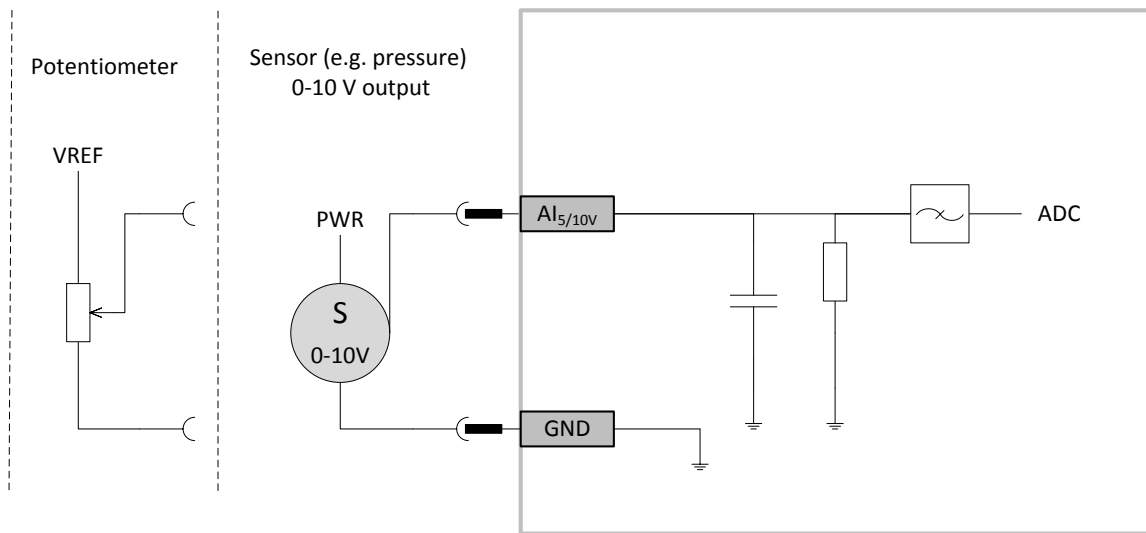 Potentiometer
VREF
Sensor (e.g. pressure)
0-10 V output
PWR
S
0-10V
AI5/10V
GND
ADC